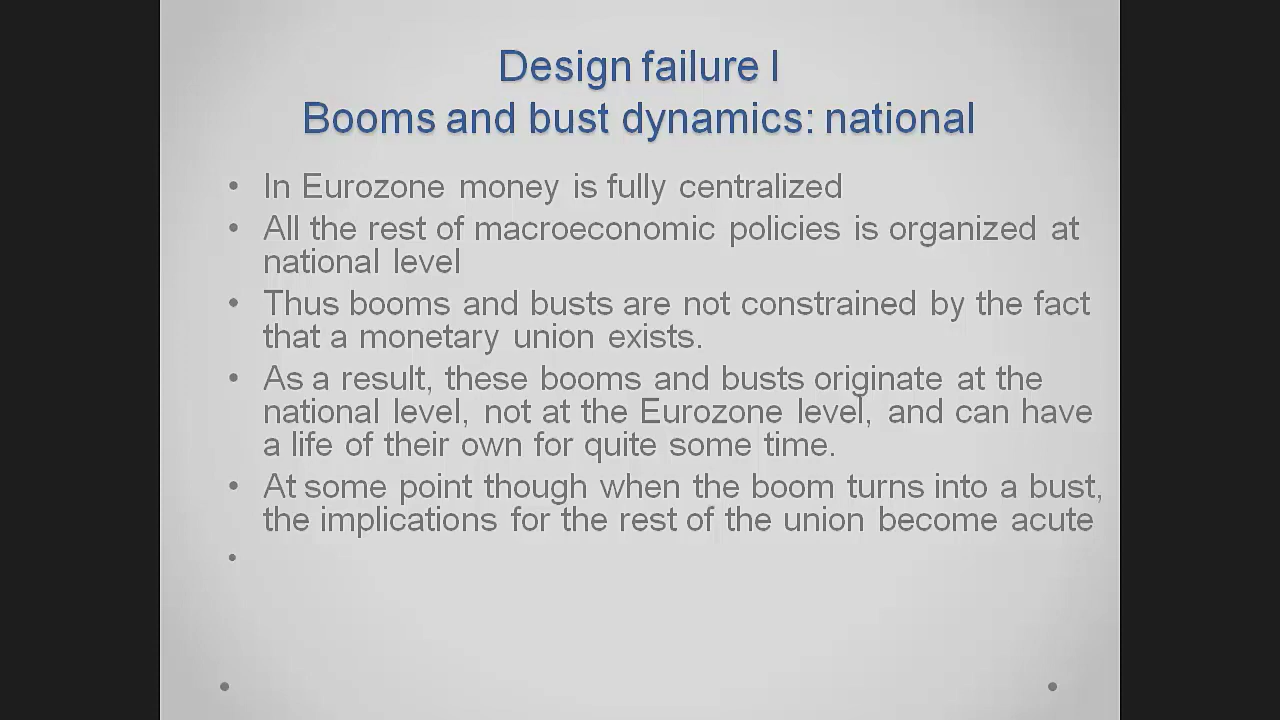 Design failure I
Booms and bust dynamics: national
• In Eurozone money is fully centralized
• All the rest of macroeconomic policies is organized at
national level
• Thus booms and busts are not constrained by the fact
that a monetary union exists.
• As a result, these booms and busts originate at the
national level, not at the Eurozone level, and can have
a life of their own for quite some time.
• At some point though when the boom turns into a bust,
the implications for the rest of the union become acute
•